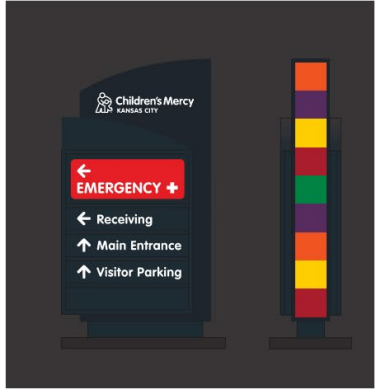 Children's Mercy
KANSAS CITY
←
EMERGENCY +
← Receiving
↑ Main Entrance
↑ Visitor Parking